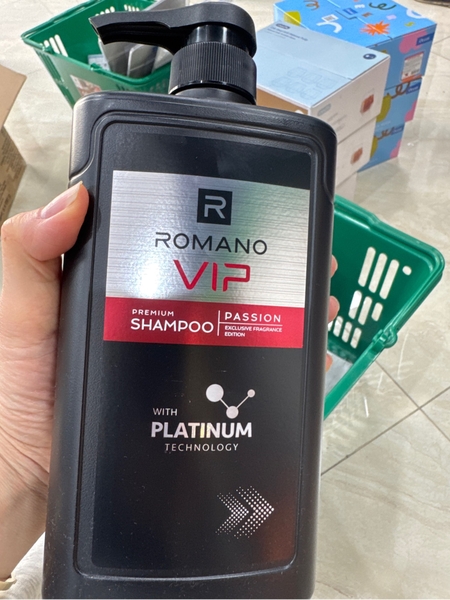 R
ROMANO
VIP
PREMIUM
SHAMPOO
PASSION
EXCLUSIVE FRAGRANCE
EDITION
WITH
PLATINUM
TECHNOLOGY